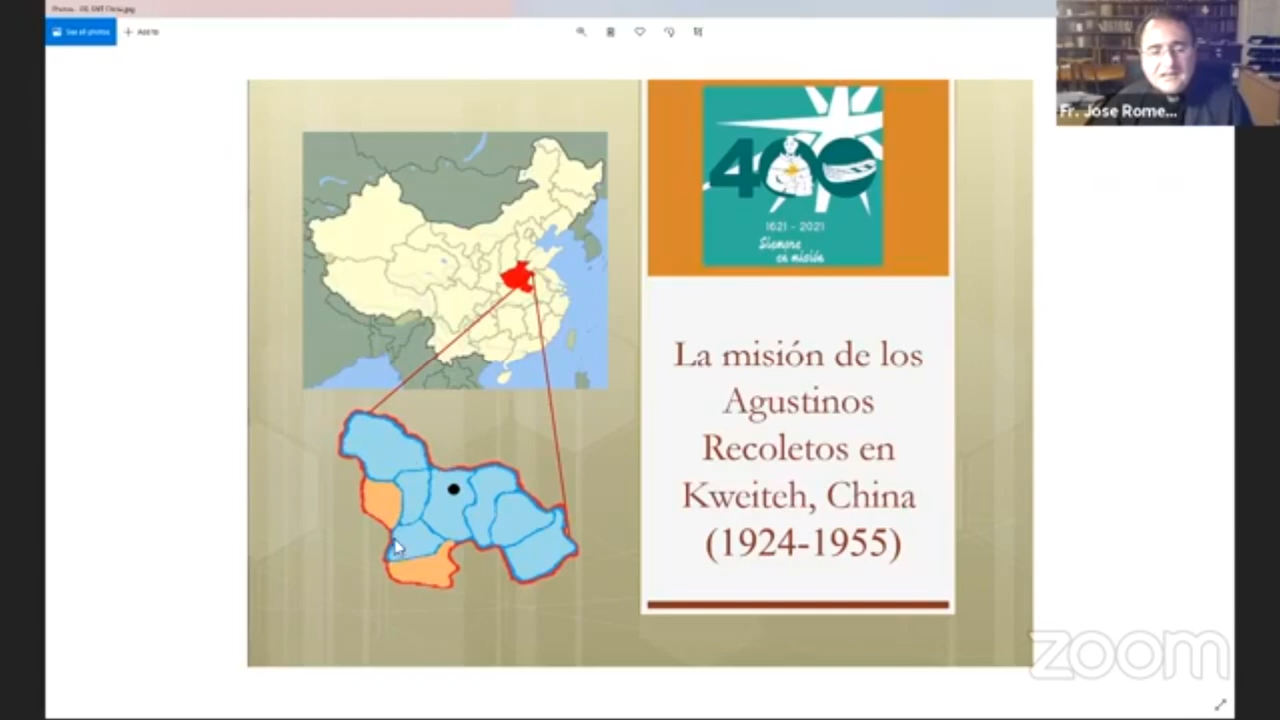 See all photos
Add to
Fr. Jose Rome...
400
1621 - 2021
Siempre
en misión
La misión de los
Agustinos
Recoletos en
Kweiteh, China
(1924-1955)
zoom